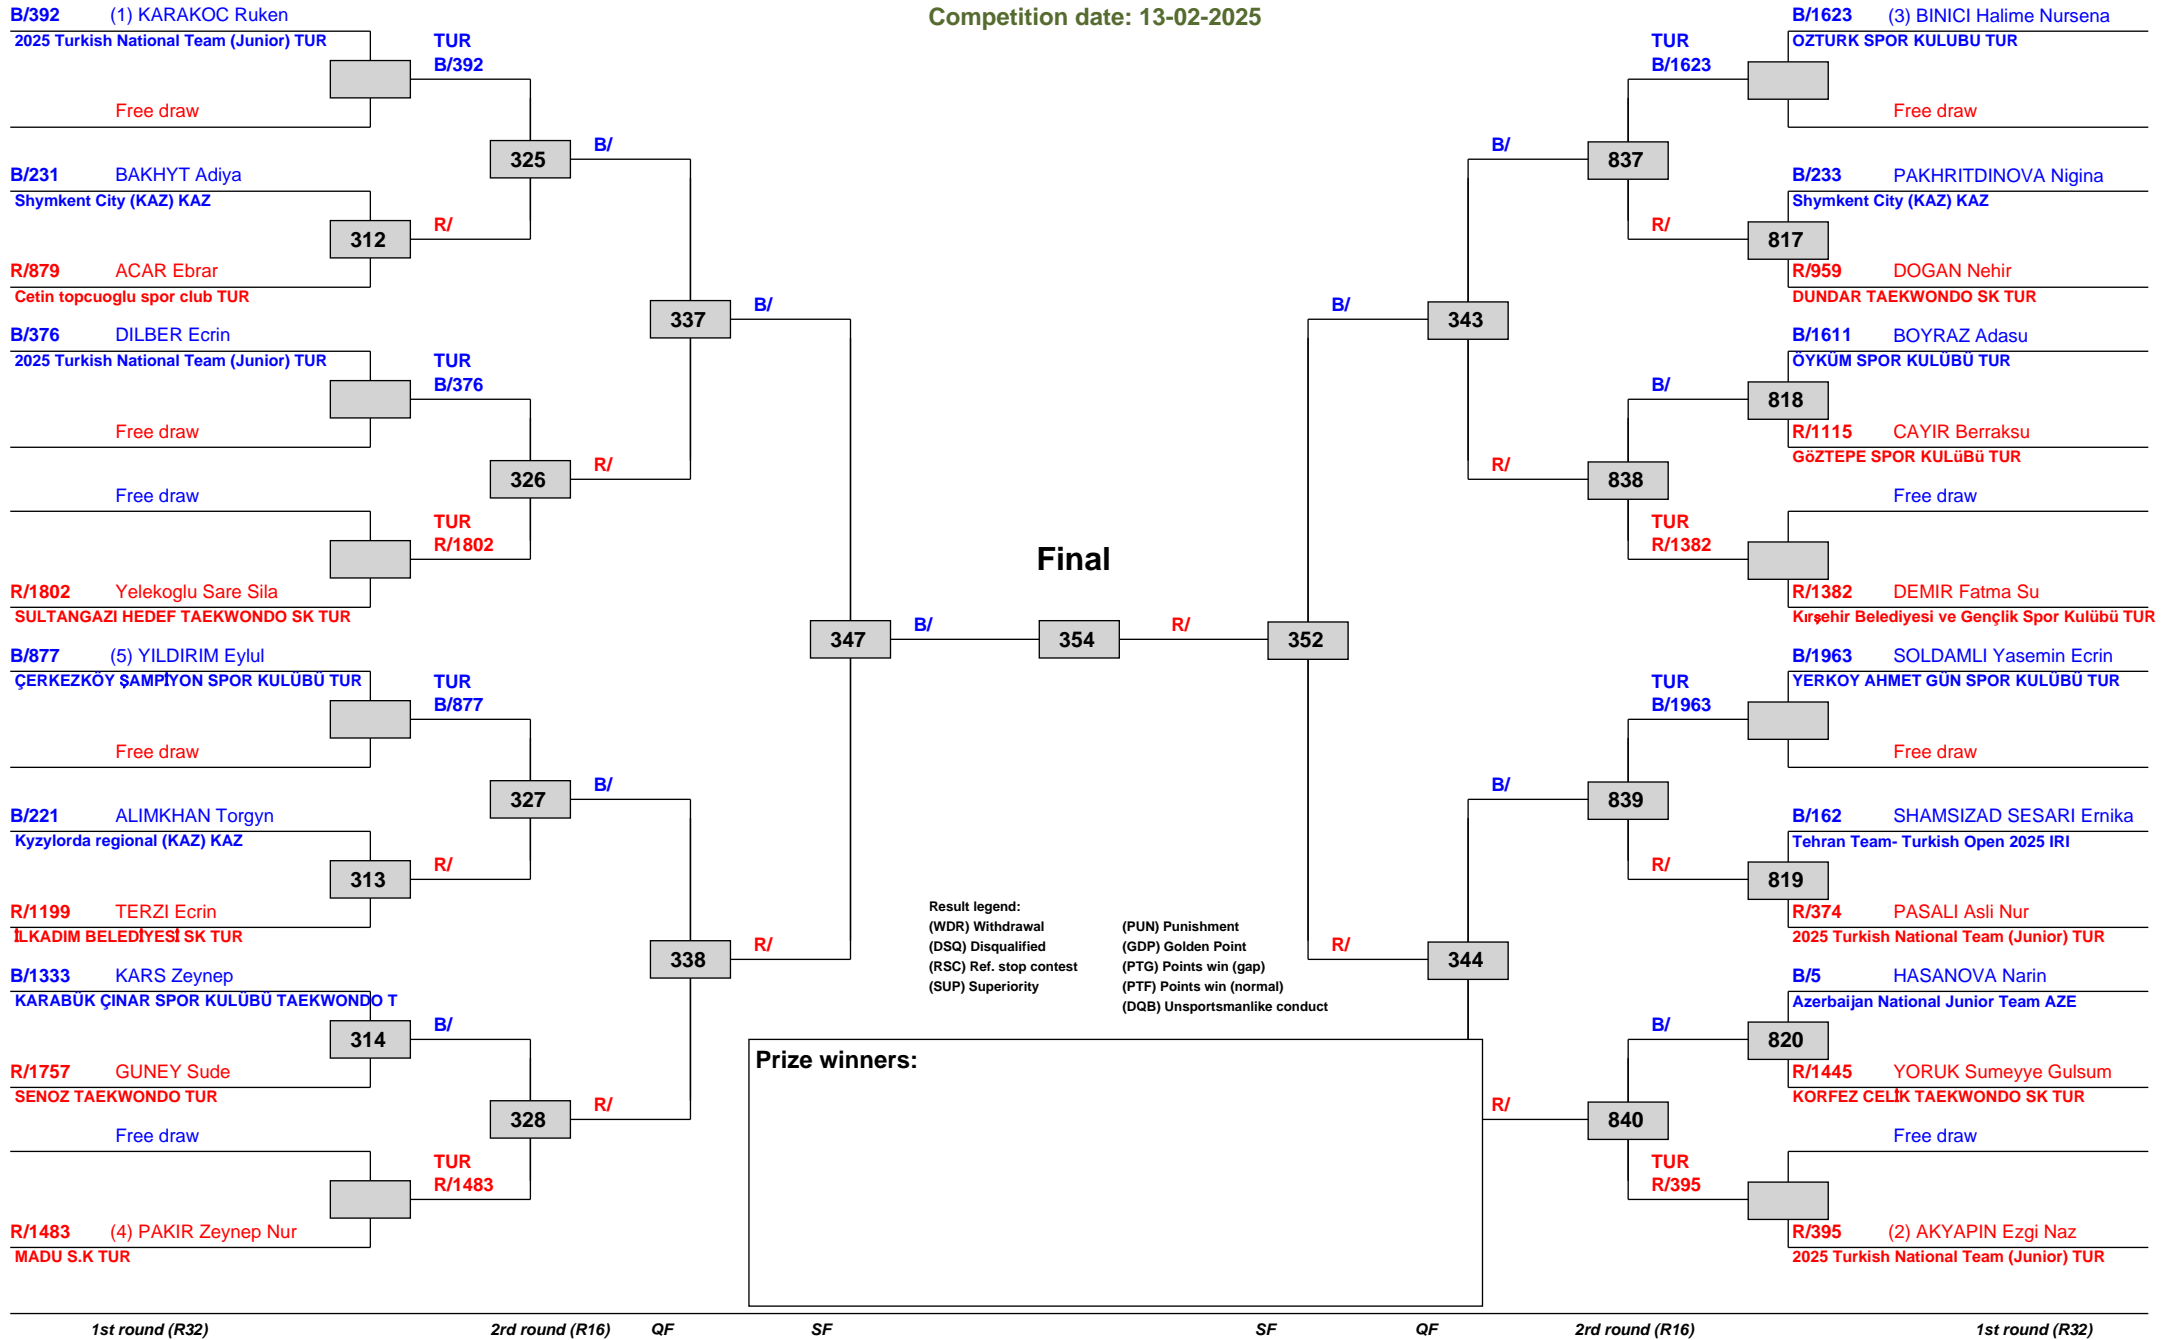 Competition date: 13-02-2025
B/392 (1) KARAKOC Ruken
2025 Turkish National Team (Junior) TUR
TUR
B/392
Free draw
325
B/
B/231 BAKHYT Adiya
Shymkent City (KAZ) KAZ
312
R/
R/879 ACAR Ebrar
Cetin topcuoglu spor club TUR
337
B/
B/376 DILBER Ecrin
2025 Turkish National Team (Junior) TUR
TUR
B/376
Free draw
326
R/
Free draw
TUR
R/1802
R/1802 Yelekoglu Sare Sila
SULTANGAZI HEDEF TAEKWONDO SK TUR
347
B/
B/877 (5) YILDIRIM Eylul
ÇERKEZKÖY ŞAMPİYON SPOR KULÜBÜ TUR
TUR
B/877
Free draw
327
B/
B/221 ALIMKHAN Torgyn
Kyzylorda regional (KAZ) KAZ
313
R/
R/1199 TERZI Ecrin
İLKADIM BELEDİYESİ SK TUR
338
R/
B/1333 KARS Zeynep
KARABÜK ÇINAR SPOR KULÜBÜ TAEKWONDO T
314
B/
R/1757 GUNEY Sude
SENOZ TAEKWONDO TUR
328
R/
Free draw
TUR
R/1483
R/1483 (4) PAKIR Zeynep Nur
MADU S.K TUR
Final
354
R/
352
B/1623 (3) BINICI Halime Nursena
OZTURK SPOR KULUBU TUR
TUR
B/1623
Free draw
B/
837
B/233 PAKHRITDINOVA Nigina
Shymkent City (KAZ) KAZ
R/
817
R/959 DOGAN Nehir
DUNDAR TAEKWONDO SK TUR
B/
343
B/1611 BOYRAZ Adasu
ÖYKÜM SPOR KULÜBÜ TUR
B/
818
R/1115 CAYIR Berraksu
GöZTEPE SPOR KULüBü TUR
R/
838
Free draw
TUR
R/1382
R/1382 DEMIR Fatma Su
Kırşehir Belediyesi ve Gençlik Spor Kulübü TUR
B/1963 SOLDAMLI Yasemin Ecrin
YERKOY AHMET GÜN SPOR KULÜBÜ TUR
TUR
B/1963
Free draw
B/
839
B/162 SHAMSIZAD SESARI Ernika
Tehran Team- Turkish Open 2025 IRI
R/
819
R/374 PASALI Asli Nur
2025 Turkish National Team (Junior) TUR
R/
344
B/5 HASANOVA Narin
Azerbaijan National Junior Team AZE
B/
820
R/1445 YORUK Sumeyye Gulsum
KORFEZ CELİK TAEKWONDO SK TUR
R/
840
Free draw
TUR
R/395
R/395 (2) AKYAPIN Ezgi Naz
2025 Turkish National Team (Junior) TUR
Result legend:
(WDR) Withdrawal (PUN) Punishment
(DSQ) Disqualified (GDP) Golden Point
(RSC) Ref. stop contest (PTG) Points win (gap)
(SUP) Superiority (PTF) Points win (normal)
(DQB) Unsportsmanlike conduct
Prize winners:
1st round (R32) 2rd round (R16) QF SF SF QF 2rd round (R16) 1st round (R32)